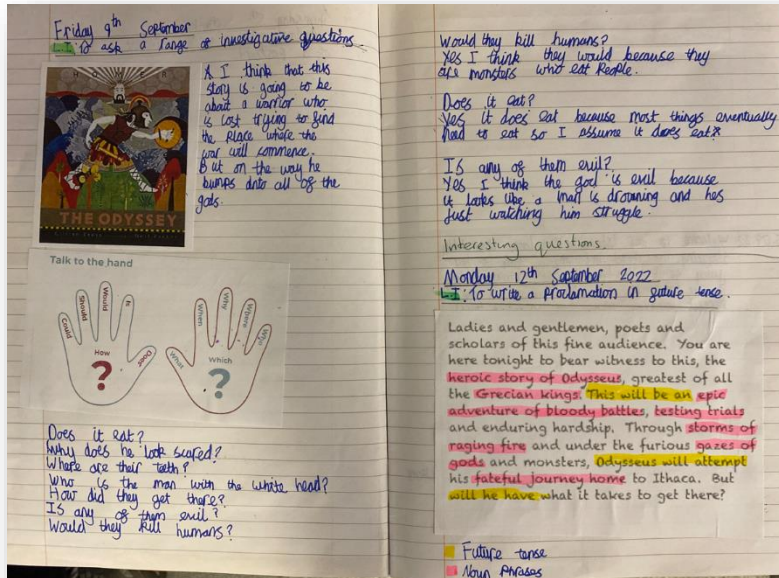 Friday 9th September
L.I: To ask a range of investigative questions
HOMER
THE ODYSSEY
* I think that this
story is going to be
about a warrior who
is lost trying to find
the place where the
war will commence.
But on the way he
bumps into all of the
gods.
Talk to the hand
Could
Should
Would
Is
Does
How
?
What
When
Why
Where
Who
Which
?
Does it eat?
Why does he look scared?
Where are their teeth?
Who is the man with the white head?
How did they get there?
Is any of them evil?
Would they kill humans?
Would they kill humans?
Yes I think they would because they
are monsters who eat people.
Does it eat?
Yes it does eat because most things eventually
need to eat so I assume it does eat*
Is any of them evil?
Yes I think the god is evil because
it looks like a man is drowning and hes
just watching him struggle.
Interesting questions.
Monday 12th September 2022
L.I: To write a proclamation in future tense.
Ladies and gentlemen, poets and
scholars of this fine audience. You are
here tonight to bear witness to this, the
heroic story of Odysseus, greatest of all
the Grecian kings. This will be an epic
adventure of bloody battles, testing trials
and enduring hardship. Through storms of
raging fire and under the furious gazes of
gods and monsters, Odysseus will attempt
his fateful journey home to Ithaca. But
will he have what it takes to get there?
Future tense
Noun Phrases